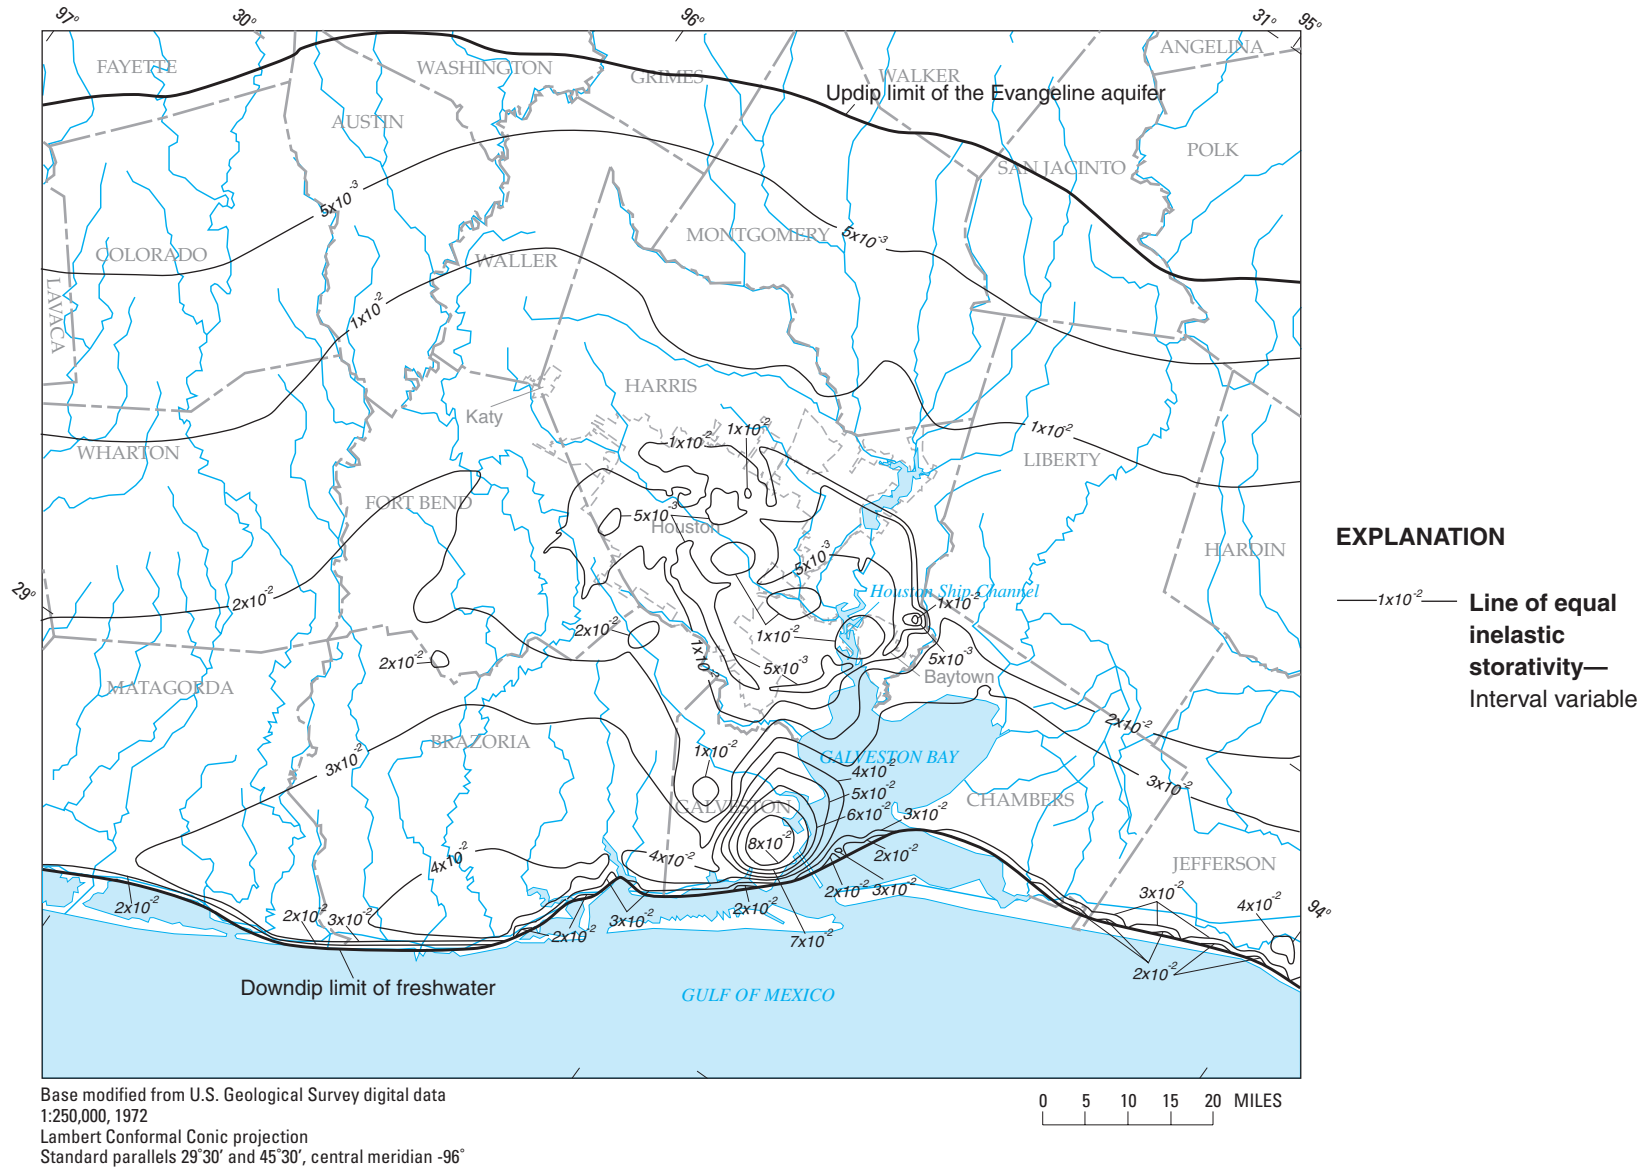 97°
30°
96°
31°
95°
ANGELINA
FAYETTE
WASHINGTON
GRIMES
WALKER
Updip limit of the Evangeline aquifer
AUSTIN
POLK
SAN JACINTO
5x10⁻³
MONTGOMERY
5x10⁻³
COLORADO
WALLER
LAVACA
1x10⁻²
HARRIS
Katy
1x10⁻²
1x10⁻³
1x10⁻²
WHARTON
LIBERTY
FORT BEND
5x10⁻³
Houston
HARDIN
5x10⁻³
29°
2x10⁻²
Houston Ship Channel
1x10⁻²
2x10⁻²
1x10⁻²
2x10⁻²
1x10⁻²
5x10⁻³
5x10⁻³
Baytown
MATAGORDA
2x10⁻²
BRAZORIA
1x10⁻²
GALVESTON BAY
3x10⁻²
4x10⁻²
3x10⁻²
5x10⁻²
GALVESTON
CHAMBERS
6x10⁻²
3x10⁻²
8x10⁻²
4x10⁻²
4x10⁻²
2x10⁻²
JEFFERSON
2x10⁻²
3x10⁻²
3x10⁻²
4x10⁻²
94°
2x10⁻²
2x10⁻²
3x10⁻²
3x10⁻²
2x10⁻²
2x10⁻²
7x10⁻²
2x10⁻²
Downdip limit of freshwater
GULF OF MEXICO
EXPLANATION
1x10⁻²
Line of equal
inelastic
storativity—
Interval variable
Base modified from U.S. Geological Survey digital data
1:250,000, 1972
Lambert Conformal Conic projection
Standard parallels 29°30′ and 45°30′, central meridian -96°
0 5 10 15 20 MILES